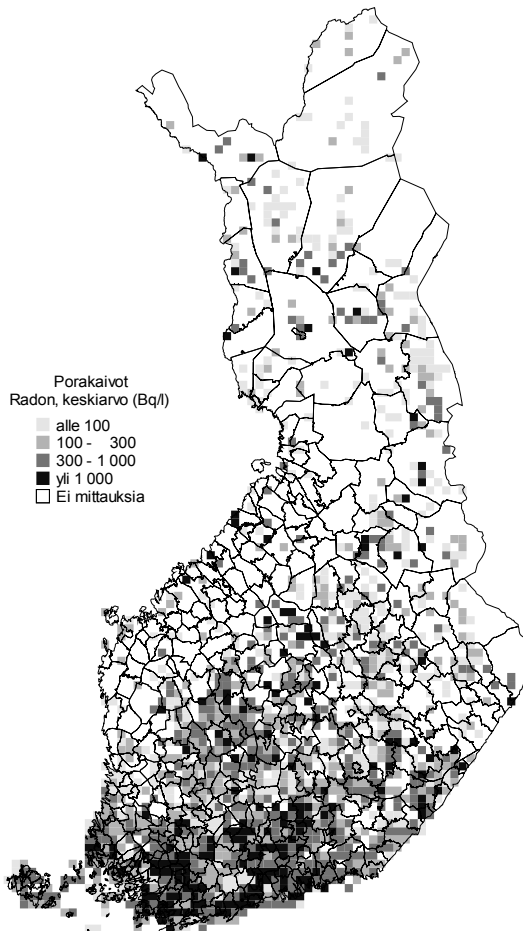 Porakaivot
Radon, keskiarvo (Bq/l)
alle 100
100 - 300
300 - 1 000
yli 1 000
Ei mittauksia